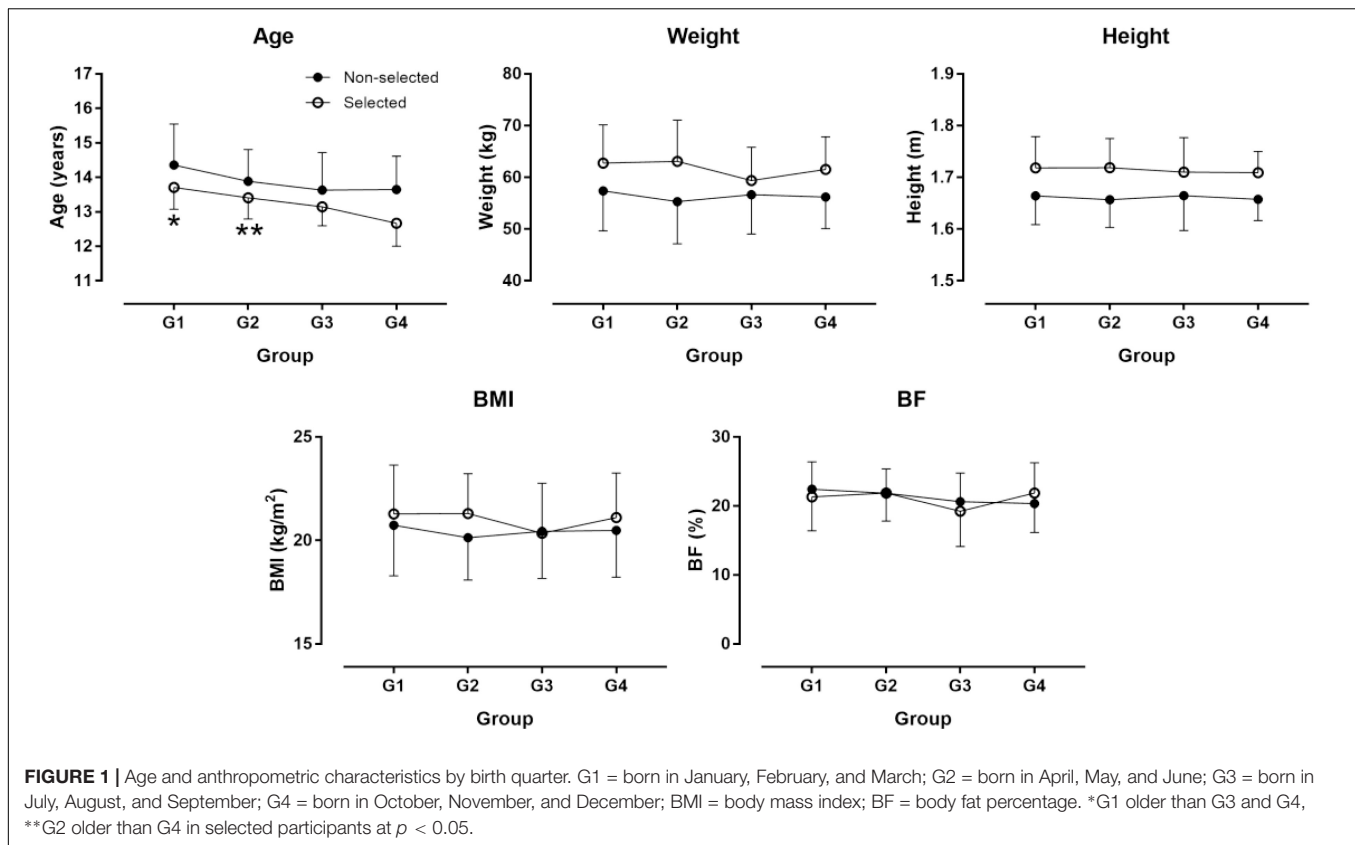 Age
17
16
15
14
13
12
11
Age (years)
Non-selected
Selected
*
**
G1 G2 G3 G4
Group
Weight
80
70
60
50
40
Weight (kg)
G1 G2 G3 G4
Group
Height
1.9
1.8
1.7
1.6
1.5
Height (m)
G1 G2 G3 G4
Group
BMI
25
20
15
BMI (kg/m²)
G1 G2 G3 G4
Group
BF
30
20
10
0
BF (%)
G1 G2 G3 G4
Group
FIGURE 1 | Age and anthropometric characteristics by birth quarter. G1 = born in January, February, and March; G2 = born in April, May, and June; G3 = born in
July, August, and September; G4 = born in October, November, and December; BMI = body mass index; BF = body fat percentage. *G1 older than G3 and G4,
**G2 older than G4 in selected participants at p < 0.05.